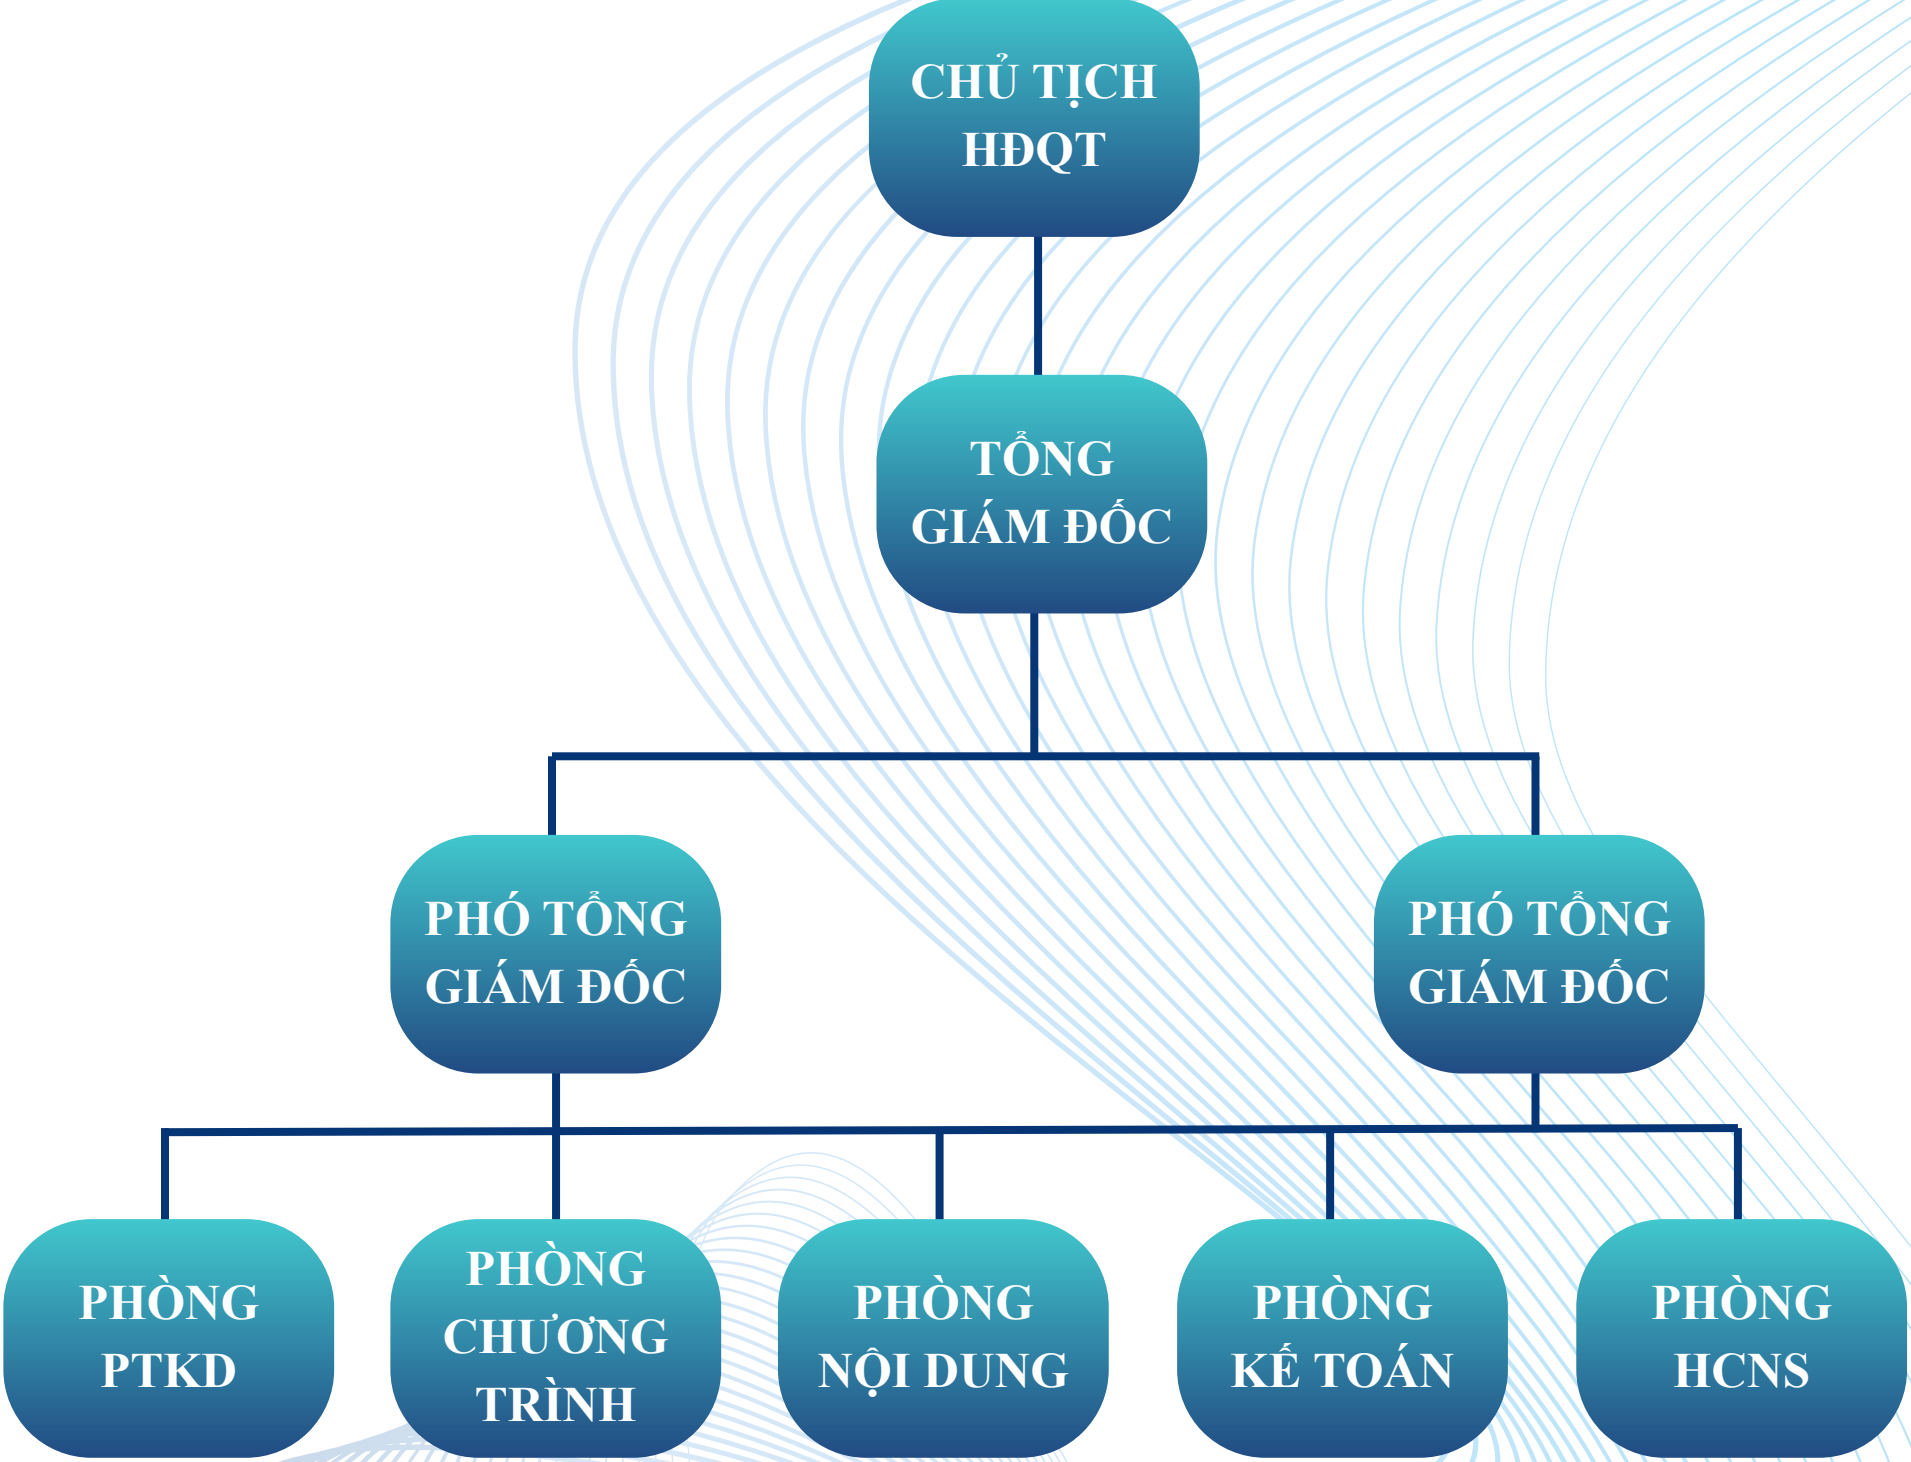 CHỦ TỊCH
HĐQT
TỔNG
GIÁM ĐỐC
PHÓ TỔNG
GIÁM ĐỐC
PHÓ TỔNG
GIÁM ĐỐC
PHÒNG
PTKD
PHÒNG
CHƯƠNG
TRÌNH
PHÒNG
NỘI DUNG
PHÒNG
KẾ TOÁN
PHÒNG
HCNS